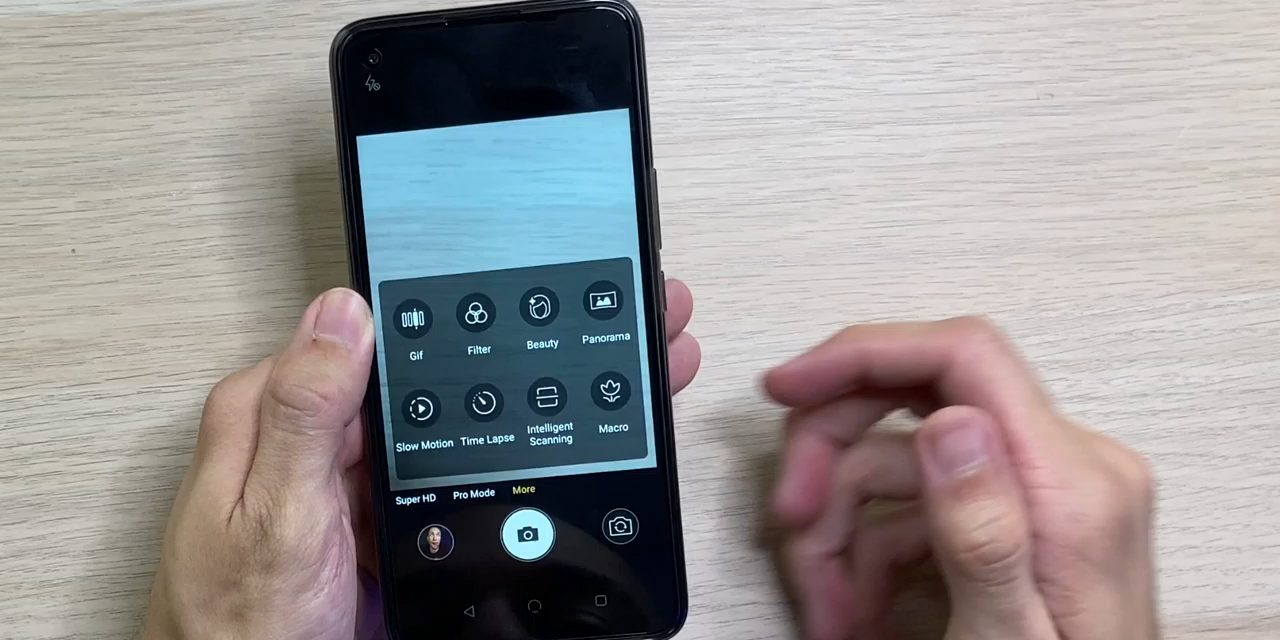 Gif
Filter
Beauty
Panorama
Slow Motion
Time Lapse
Intelligent
Scanning
Macro
Super HD
Pro Mode
More